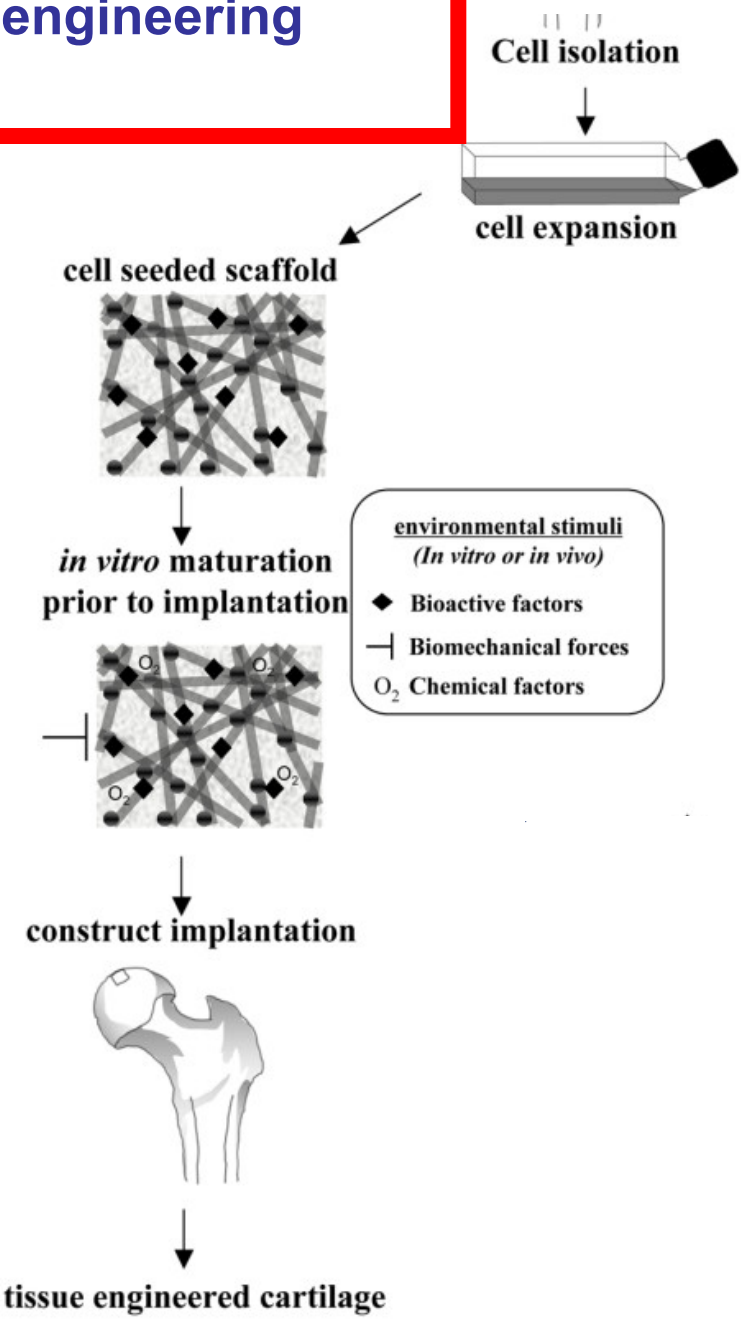 engineering
Cell isolation
cell expansion
cell seeded scaffold
in vitro maturation
prior to implantation
environmental stimuli
(In vitro or in vivo)
Bioactive factors
Biomechanical forces
O₂ Chemical factors
O₂
O₂
O₂
O₂
construct implantation
tissue engineered cartilage